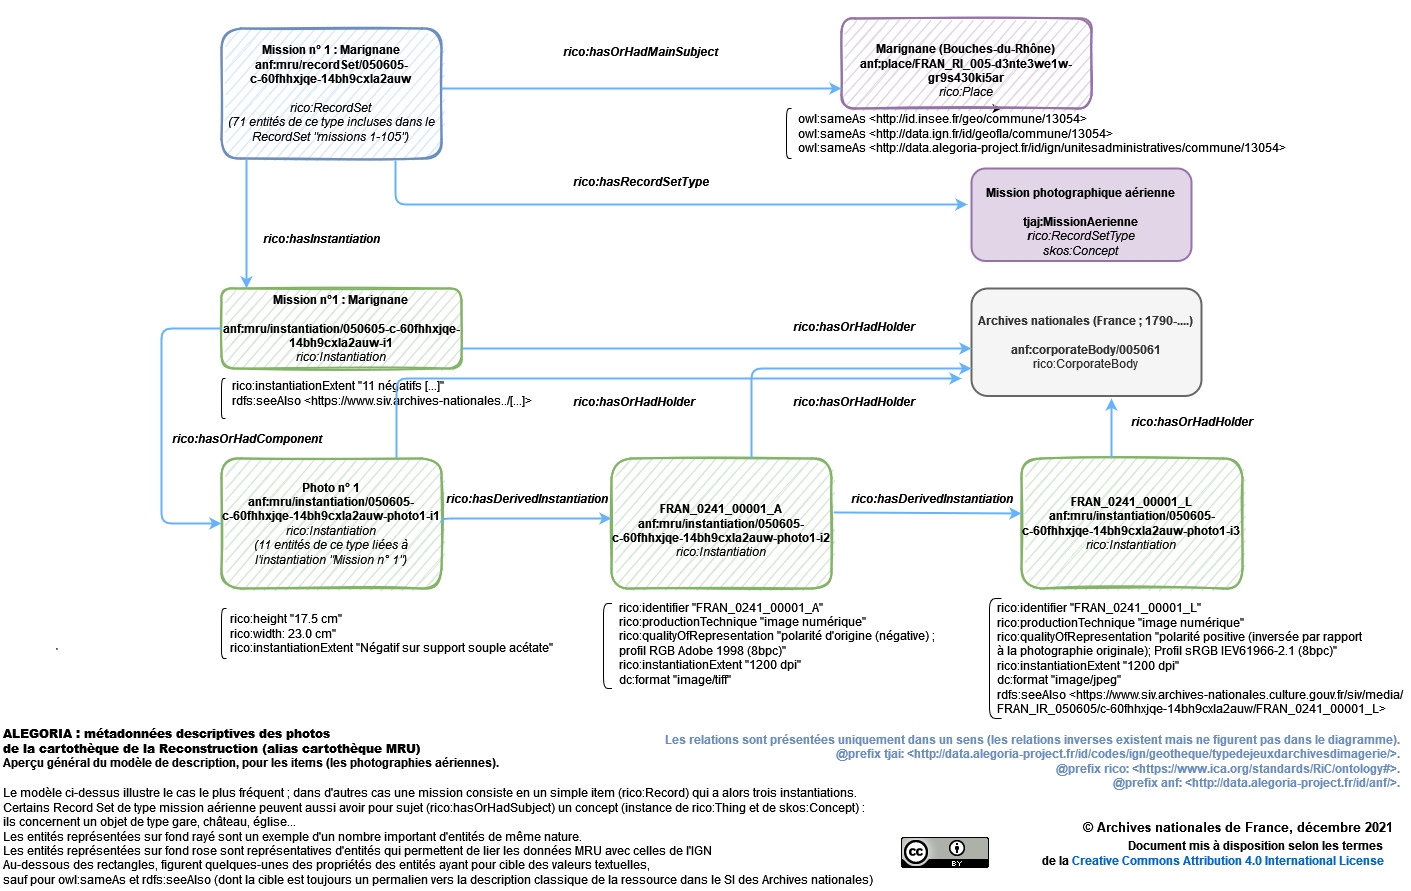 Mission n° 1 : Marignane
anf:mru/recordSet/050605-
c-60fhhxjqe-14bh9cxla2auw
rico:RecordSet
(71 entités de ce type incluses dans le
RecordSet "missions 1-105")
rico:hasOrHadMainSubject
Marignane (Bouches-du-Rhône)
anf:place/FRAN_RI_005-d3nte3we1w-
gr9s430ki5ar
rico:Place
owl:sameAs <http://id.insee.fr/geo/commune/13054>
owl:sameAs <http://data.ign.fr/id/geofla/commune/13054>
owl:sameAs <http://data.alegoria-project.fr/id/ign/unitesadministratives/commune/13054>
rico:hasRecordSetType
Mission photographique aérienne
tjaj:MissionAerienne
rico:RecordSetType
skos:Concept
rico:hasInstantiation
Mission n°1 : Marignane
anf:mru/instantiation/050605-c-60fhhxjqe-
14bh9cxla2auw-i1
rico:Instantiation
rico:instantiationExtent "11 négatifs [...]"
rdfs:seeAlso <https://www.siv.archives-nationales../[...]>
rico:hasOrHadHolder
Archives nationales (France ; 1790-....)
anf:corporateBody/005061
rico:CorporateBody
rico:hasOrHadHolder
rico:hasOrHadHolder
rico:hasOrHadHolder
rico:hasOrHadComponent
Photo n° 1
anf:mru/instantiation/050605-
c-60fhhxjqe-14bh9cxla2auw-photo1-i1
rico:Instantiation
(11 entités de ce type liées à
l'instantiation "Mission n° 1")
rico:hasDerivedInstantiation
FRAN_0241_00001_A
anf:mru/instantiation/050605-
c-60fhhxjqe-14bh9cxla2auw-photo1-i2
rico:Instantiation
rico:hasDerivedInstantiation
FRAN_0241_00001_L
anf:mru/instantiation/050605-
c-60fhhxjqe-14bh9cxla2auw-photo1-i3
rico:Instantiation
rico:height "17.5 cm"
rico:width: 23.0 cm"
rico:instantiationExtent "Négatif sur support souple acétate"
rico:identifier "FRAN_0241_00001_A"
rico:productionTechnique "image numérique"
rico:qualityOfRepresentation "polarité d'origine (négative) ;
profil RGB Adobe 1998 (8bpc)"
rico:instantiationExtent "1200 dpi"
dc:format "image/tiff"
rico:identifier "FRAN_0241_00001_L"
rico:productionTechnique "image numérique"
rico:qualityOfRepresentation "polarité positive (inversée par rapport
à la photographie originale); Profil sRGB IEV61966-2.1 (8bpc)"
rico:instantiationExtent "1200 dpi"
dc:format "image/jpeg"
rdfs:seeAlso <https://www.siv.archives-nationales.culture.gouv.fr/siv/media/
FRAN_IR_050605/c-60fhhxjqe-14bh9cxla2auw/FRAN_0241_00001_L>
ALEGORIA : métadonnées descriptives des photos
de la cartothèque de la Reconstruction (alias cartothèque MRU)
Aperçu général du modèle de description, pour les items (les photographies aériennes).
Le modèle ci-dessus illustre le cas le plus fréquent ; dans d'autres cas une mission consiste en un simple item (rico:Record) qui a alors trois instantiations.
Certains Record Set de type mission aérienne peuvent aussi avoir pour sujet (rico:hasOrHadSubject) un concept (instance de rico:Thing et de skos:Concept) :
ils concernent un objet de type gare, château, église...
Les entités représentées sur fond rayé sont un exemple d'un nombre important d'entités de même nature.
Les entités représentées sur fond rose sont représentatives d'entités qui permettent de lier les données MRU avec celles de l'IGN
Au-dessous des rectangles, figurent quelques-unes des propriétés des entités ayant pour cible des valeurs textuelles,
sauf pour owl:sameAs et rdfs:seeAlso (dont la cible est toujours un permalien vers la description classique de la ressource dans le SI des Archives nationales)
Les relations sont présentées uniquement dans un sens (les relations inverses existent mais ne figurent pas dans le diagramme).
@prefix tjai: <http://data.alegoria-project.fr/id/codes/ign/geotheque/typedejeuxdarchivesdimagerie/>.
@prefix rico: <https://www.ica.org/standards/RiC/ontology#>.
@prefix anf: <http://data.alegoria-project.fr/id/anf/>.
cc
BY
© Archives nationales de France, décembre 2021
Document mis à disposition selon les termes
de la Creative Commons Attribution 4.0 International License